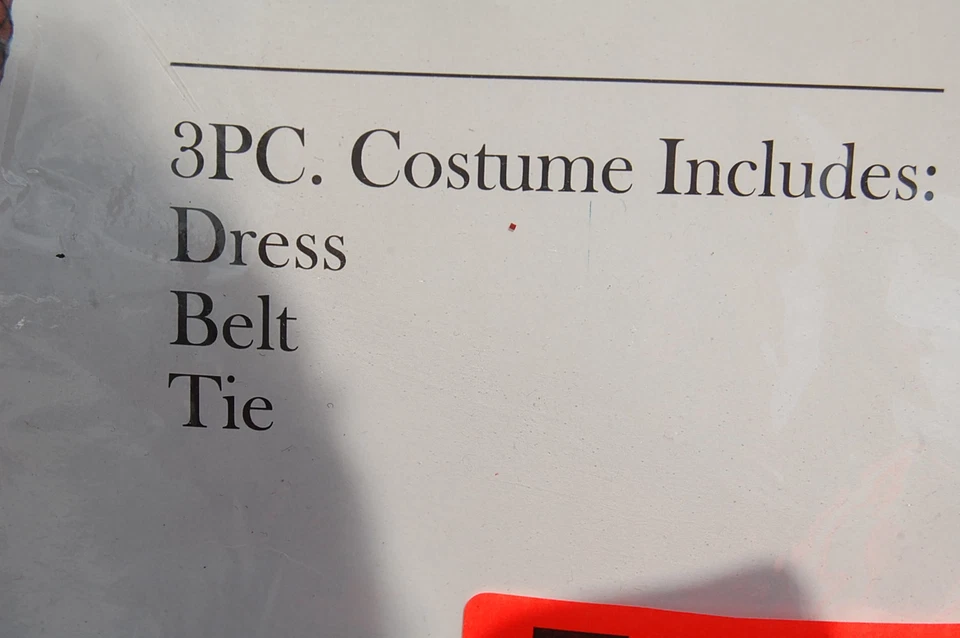 3PC. Costume Includes:
Dress
Belt
Tie